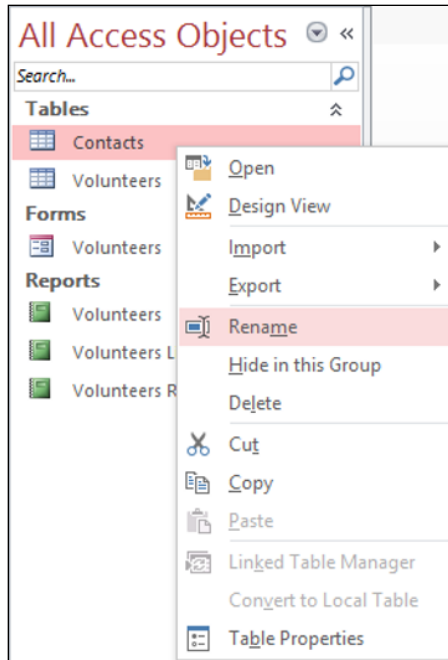 All Access Objects
Search...
Tables
Contacts
Volunteers
Forms
Volunteers
Reports
Volunteers
Volunteers L
Volunteers R
Open
Design View
Import
Export
Rename
Hide in this Group
Delete
Cut
Copy
Paste
Linked Table Manager
Convert to Local Table
Table Properties